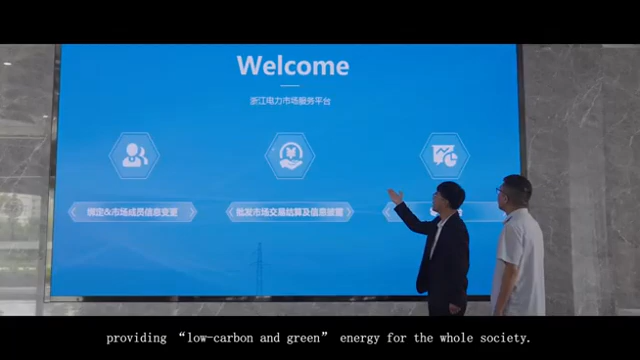 Welcome
浙江电力市场服务平台
绑定&市场成员信息变更
批发市场交易结算及信息披露
providing “low-carbon and green” energy for the whole society.